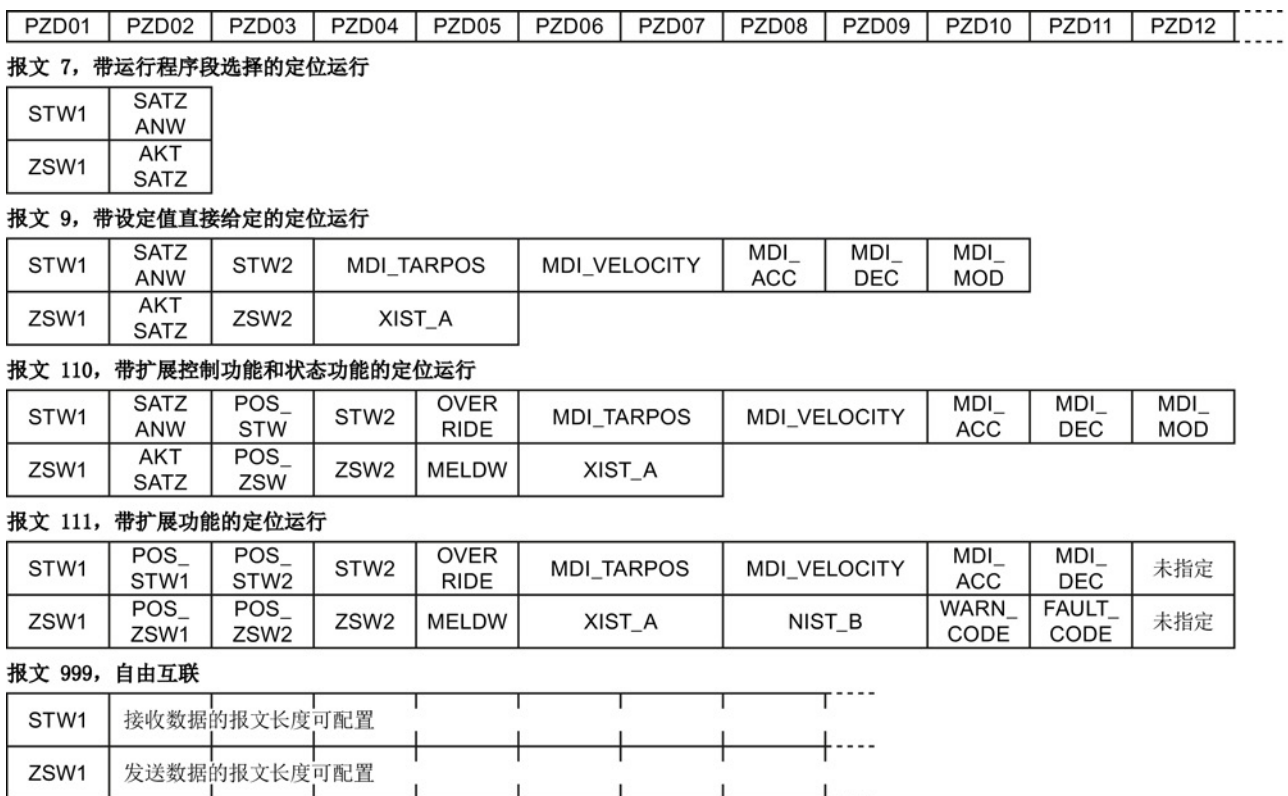 PZD01 PZD02 PZD03 PZD04 PZD05 PZD06 PZD07 PZD08 PZD09 PZD10 PZD11 PZD12
报文 7，带运行程序段选择的定位运行
STW1 SATZ ANW
ZSW1 AKT SATZ
报文 9，带设定值直接给定的定位运行
STW1 SATZ ANW STW2 MDI_TARPOS MDI_VELOCITY MDI_ ACC MDI_ DEC MDI_ MOD
ZSW1 AKT SATZ ZSW2 XIST_A
报文 110，带扩展控制功能和状态功能的定位运行
STW1 SATZ ANW POS_ STW STW2 OVER RIDE MDI_TARPOS MDI_VELOCITY MDI_ ACC MDI_ DEC MDI_ MOD
ZSW1 AKT SATZ POS_ ZSW ZSW2 MELDW XIST_A
报文 111，带扩展功能的定位运行
STW1 POS_ STW1 POS_ STW2 STW2 OVER RIDE MDI_TARPOS MDI_VELOCITY MDI_ ACC MDI_ DEC 未指定
ZSW1 POS_ ZSW1 POS_ ZSW2 ZSW2 MELDW XIST_A NIST_B WARN_ CODE FAULT_ CODE 未指定
报文 999，自由互联
STW1 接收数据的报文长度可配置
ZSW1 发送数据的报文长度可配置